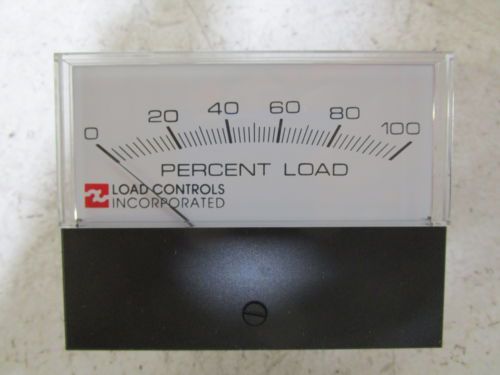 0 20 40 60 80 100
PERCENT LOAD
LOAD CONTROLS
INCORPORATED